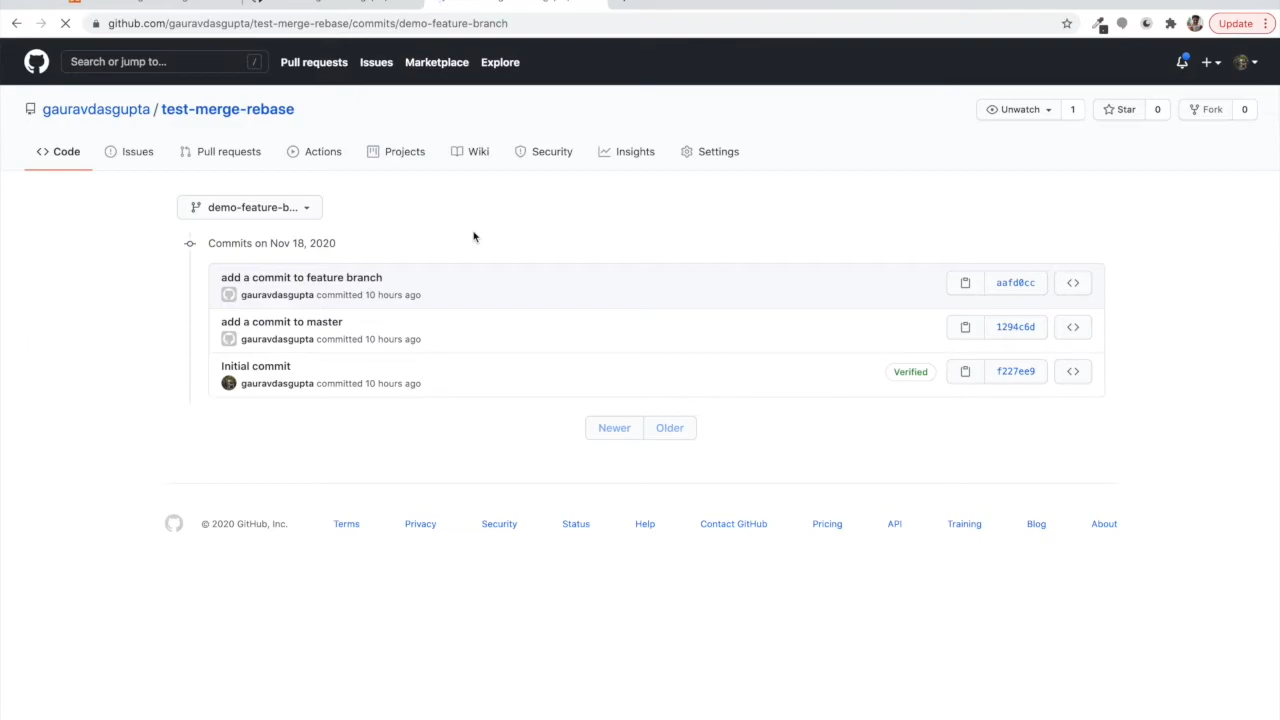 github.com/gauravdasgupta/test-merge-rebase/commits/demo-feature-branch
Update
Search or jump to...
/
Pull requests
Issues
Marketplace
Explore
gauravdasgupta / test-merge-rebase
Unwatch
1
Star
0
Fork
0
Code
Issues
Pull requests
Actions
Projects
Wiki
Security
Insights
Settings
demo-feature-b...
Commits on Nov 18, 2020
add a commit to feature branch
aafd0cc
gauravdasgupta committed 10 hours ago
add a commit to master
1294c6d
gauravdasgupta committed 10 hours ago
Initial commit
Verified
f227ee9
gauravdasgupta committed 10 hours ago
Newer
Older
© 2020 GitHub, Inc.
Terms
Privacy
Security
Status
Help
Contact GitHub
Pricing
API
Training
Blog
About